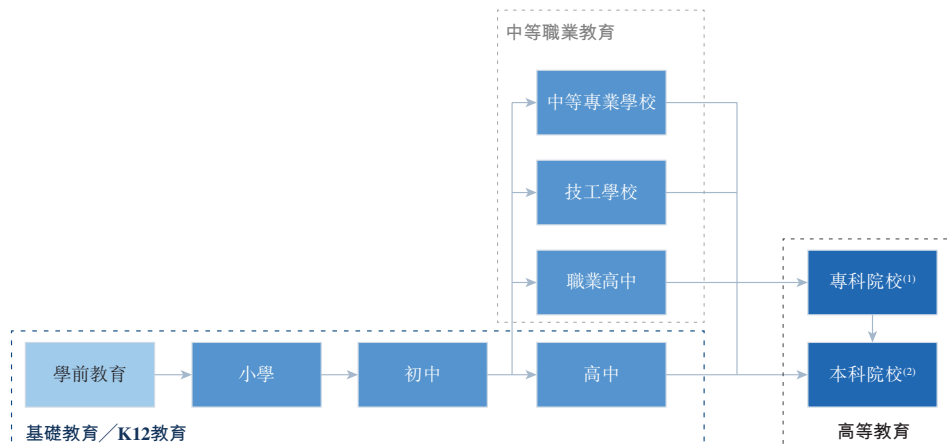 中等職業教育
中等專業學校
技工學校
職業高中
專科院校(1)
學前教育
小學
初中
高中
本科院校(2)
基礎教育／K12教育
高等教育